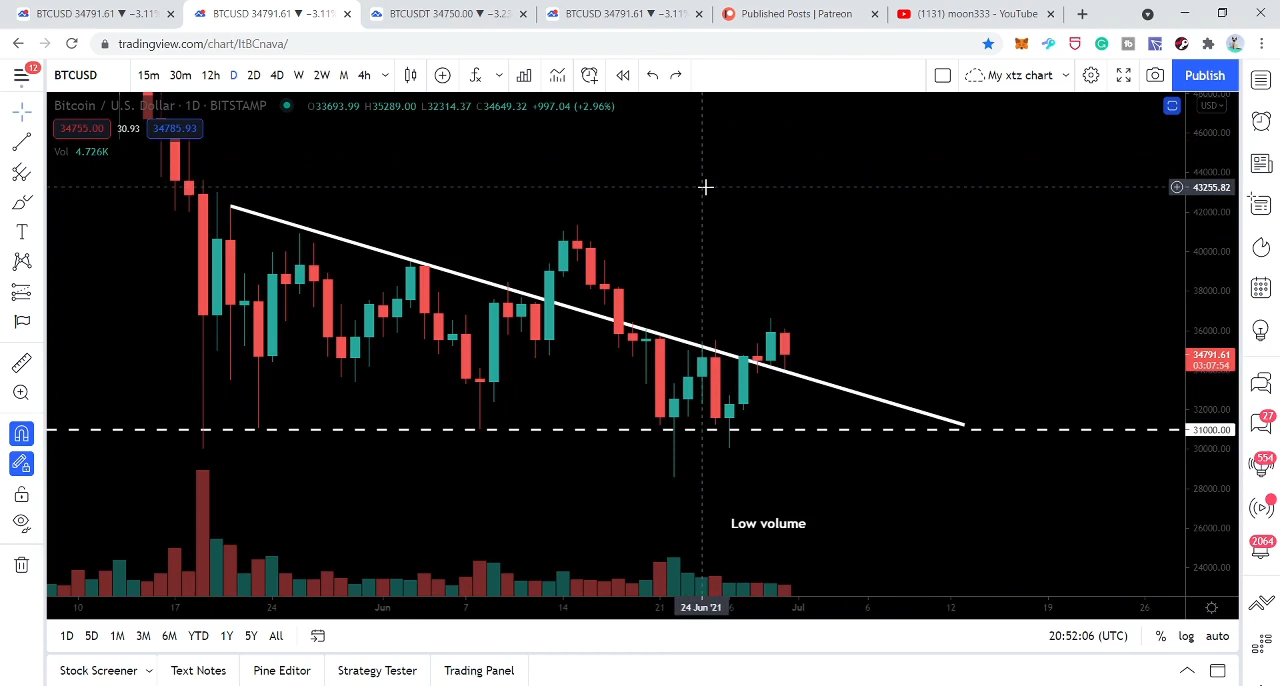 BTCUSD 34791.61 ▼ −3.11%
BTCUSD 34791.61 ▼ −3.11%
BTCUSDT 34750.00 ▼ −3.23
BTCUSD 34791.61 ▼ −3.11%
Published Posts | Patreon
(1131) moon333 - YouTube
tradingview.com/chart/ItBCnava/
12
BTCUSD
15m 30m 12h D 2D 4D W 2W M 4h
My xtz chart
Publish
Bitcoin / U.S. Dollar · 1D · BITSTAMP
O33693.99 H35289.00 L32314.37 C34649.32 +997.04 (+2.96%)
34755.00 30.93 34785.93
Vol 4.726K
USD
48000.00
46000.00
44000.00
43255.82
42000.00
40000.00
38000.00
36000.00
34791.61
03:07:54
32000.00
31000.00
30000.00
28000.00
26000.00
24000.00
Low volume
10 17 24 Jun 7 14 21 24 Jun '21 6 Jul 6 12 19 26
27
554
2064
1D 5D 1M 3M 6M YTD 1Y 5Y All
20:52:06 (UTC) % log auto
Stock Screener Text Notes Pine Editor Strategy Tester Trading Panel